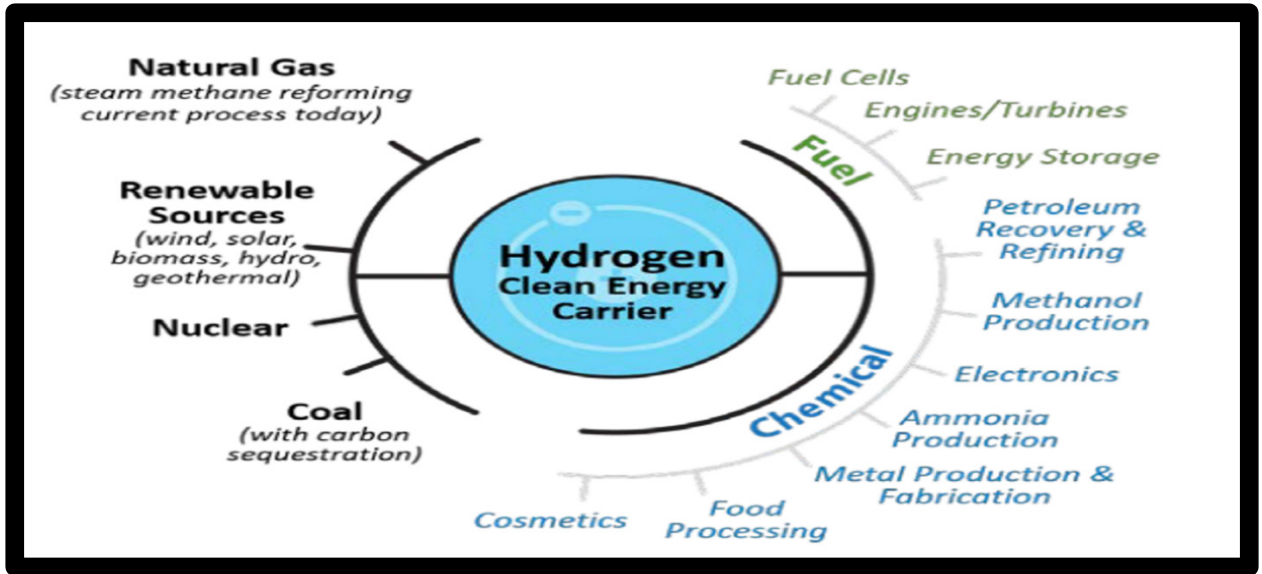 Natural Gas
(steam methane reforming
current process today)
Renewable
Sources
(wind, solar,
biomass, hydro,
geothermal)
Nuclear
Coal
(with carbon
sequestration)
Hydrogen
Clean Energy
Carrier
Fuel
Fuel Cells
Engines/Turbines
Energy Storage
Chemical
Petroleum
Recovery &
Refining
Methanol
Production
Electronics
Ammonia
Production
Metal Production &
Fabrication
Food
Processing
Cosmetics